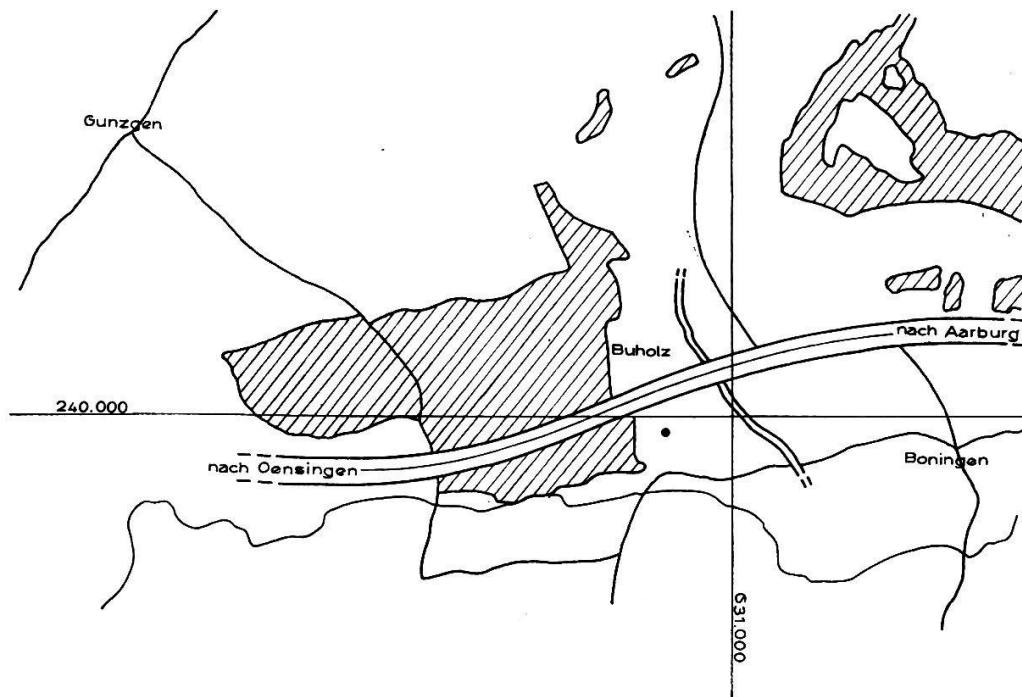 Gunzgen
nach Aarburg
Buholz
240.000
nach Oensingen
Boningen
631.000